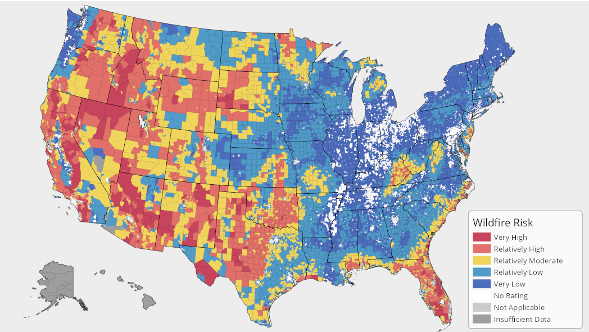 Wildfire Risk
Very High
Relatively High
Relatively Moderate
Relatively Low
Very Low
No Rating
Not Applicable
Insufficient Data